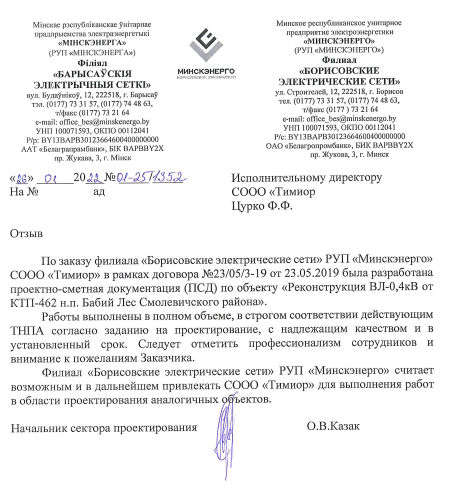 Мінскае рэспубліканскае ўнітарнае
прадпрыемства электраэнергетыкі
«МІНСКЭНЕРГА»
(РУП «МІНСКЭНЕРГА»)
Філіял
«БАРЫСАЎСКІЯ
ЭЛЕКТРЫЧНЫЯ СЕТКІ»
вул. Будаўнікоў, 12, 222518, г. Барысаў
тэл. (0177) 73 31 57, (0177) 74 48 63,
т/факс (0177) 73 21 64
e-mail: office_bes@minskenergo.by
УНП 100071593, ОКПО 00112041
Р/р: BY13BAPB30123664600400000000
ААТ «Белаграпрамбанк», БІК BAPBBY2X
пр. Жукава, 3, г. Мінск
МИНСКЭНЕРГО
Минское республиканское унитарное
предприятие электроэнергетики
«МИНСКЭНЕРГО»
(РУП «МИНСКЭНЕРГО»)
Филиал
«БОРИСОВСКИЕ
ЭЛЕКТРИЧЕСКИЕ СЕТИ»
ул. Строителей, 12, 222518, г. Борисов
тел. (0177) 73 31 57, (0177) 74 48 63,
т/факс (0177) 73 21 64
e-mail: office_bes@minskenergo.by
УНП 100071593, ОКПО 00112041
Р/с: BY13BAPB30123664600400000000
ОАО «Белагропромбанк», БИК BAPBBY2X
пр. Жукова, 3, г. Минск
«26» 01 2022 № 01-25/1352
На № ад
Исполнительному директору
СООО «Тимиор
Цурко Ф.Ф.
Отзыв
По заказу филиала «Борисовские электрические сети» РУП «Минскэнерго»
СООО «Тимиор» в рамках договора №23/05/3-19 от 23.05.2019 была разработана
проектно-сметная документация (ПСД) по объекту «Реконструкция ВЛ-0,4кВ от
КТП-462 н.п. Бабий Лес Смолевичского района».
Работы выполнены в полном объеме, в строгом соответствии действующим
ТНПА согласно заданию на проектирование, с надлежащим качеством и в
установленный срок. Следует отметить профессионализм сотрудников и
внимание к пожеланиям Заказчика.
Филиал «Борисовские электрические сети» РУП «Минскэнерго» считает
возможным и в дальнейшем привлекать СООО «Тимиор» для выполнения работ
в области проектирования аналогичных объектов.
Начальник сектора проектирования О.В.Казак